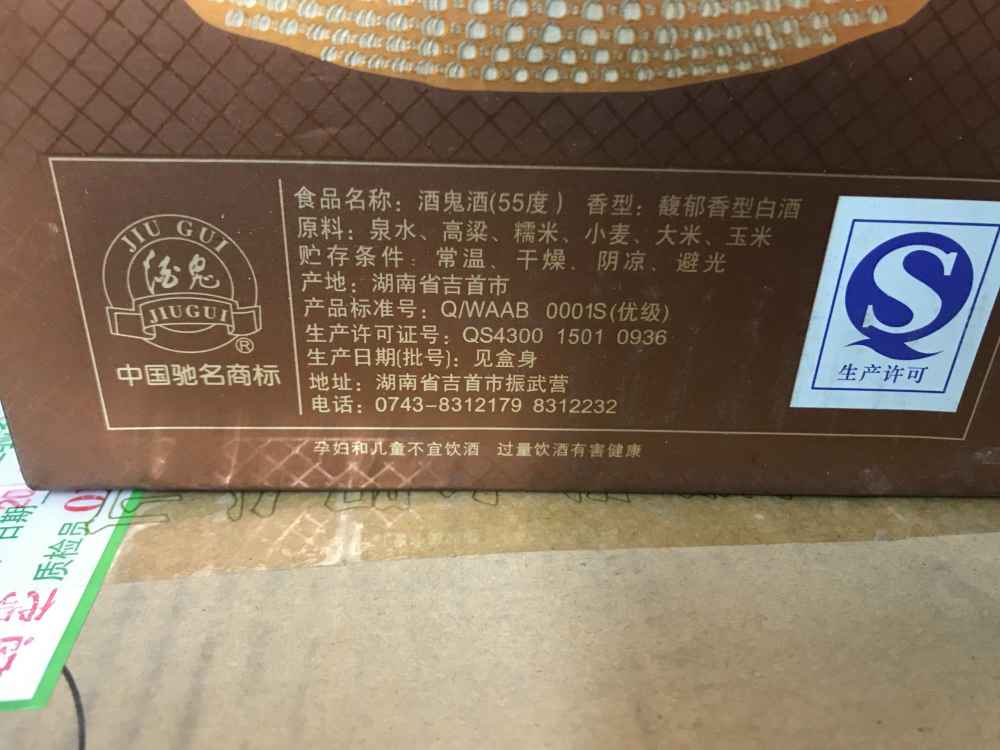 JIU GUI
酒鬼
JIUGUI
®
中国驰名商标
食品名称：酒鬼酒(55度） 香型：馥郁香型白酒
原料：泉水、高粱、糯米、小麦、大米、玉米
贮存条件：常温、干燥、阴凉、避光
产地：湖南省吉首市
产品标准号：Q/WAAB 0001S(优级)
生产许可证号：QS4300 1501 0936
生产日期(批号)：见盒身
地址：湖南省吉首市振武营
电话：0743-8312179 8312232
孕妇和儿童不宜饮酒 过量饮酒有害健康
S
生产许可
日期
质检品